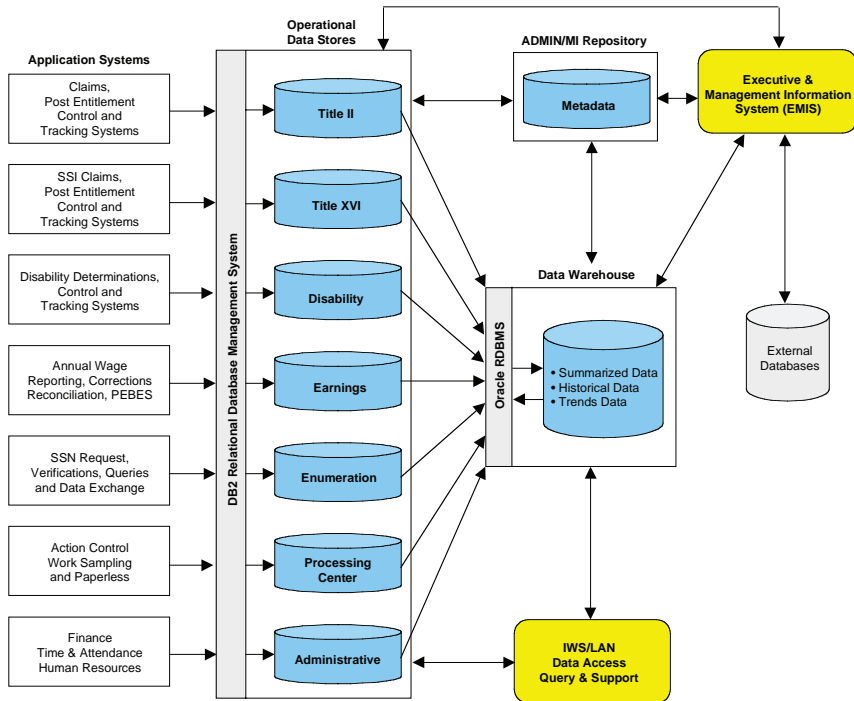 Application Systems
Claims,
Post Entitlement
Control and
Tracking Systems
SSI Claims,
Post Entitlement
Control and
Tracking Systems
Disability Determinations,
Control and
Tracking Systems
Annual Wage
Reporting, Corrections
Reconciliation, PEBES
SSN Request,
Verifications, Queries
and Data Exchange
Action Control
Work Sampling
and Paperless
Finance
Time & Attendance
Human Resources
DB2 Relational Database Management System
Operational
Data Stores
Title II
Title XVI
Disability
Earnings
Enumeration
Processing
Center
Administrative
ADMIN/MI Repository
Metadata
Executive &
Management Information
System (EMIS)
Data Warehouse
Oracle RDBMS
• Summarized Data
• Historical Data
• Trends Data
External
Databases
IWS/LAN
Data Access
Query & Support